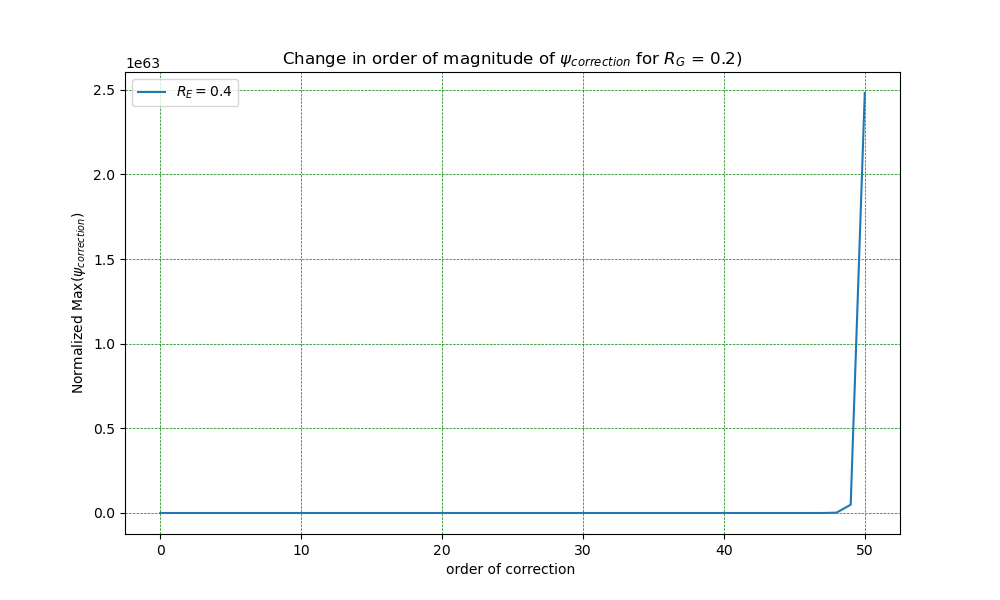 Change in order of magnitude of ψcorrection for RG = 0.2)
1e63
RE = 0.4
2.5
2.0
1.5
1.0
0.5
0.0
Normalized Max(ψcorrection)
0 10 20 30 40 50
order of correction